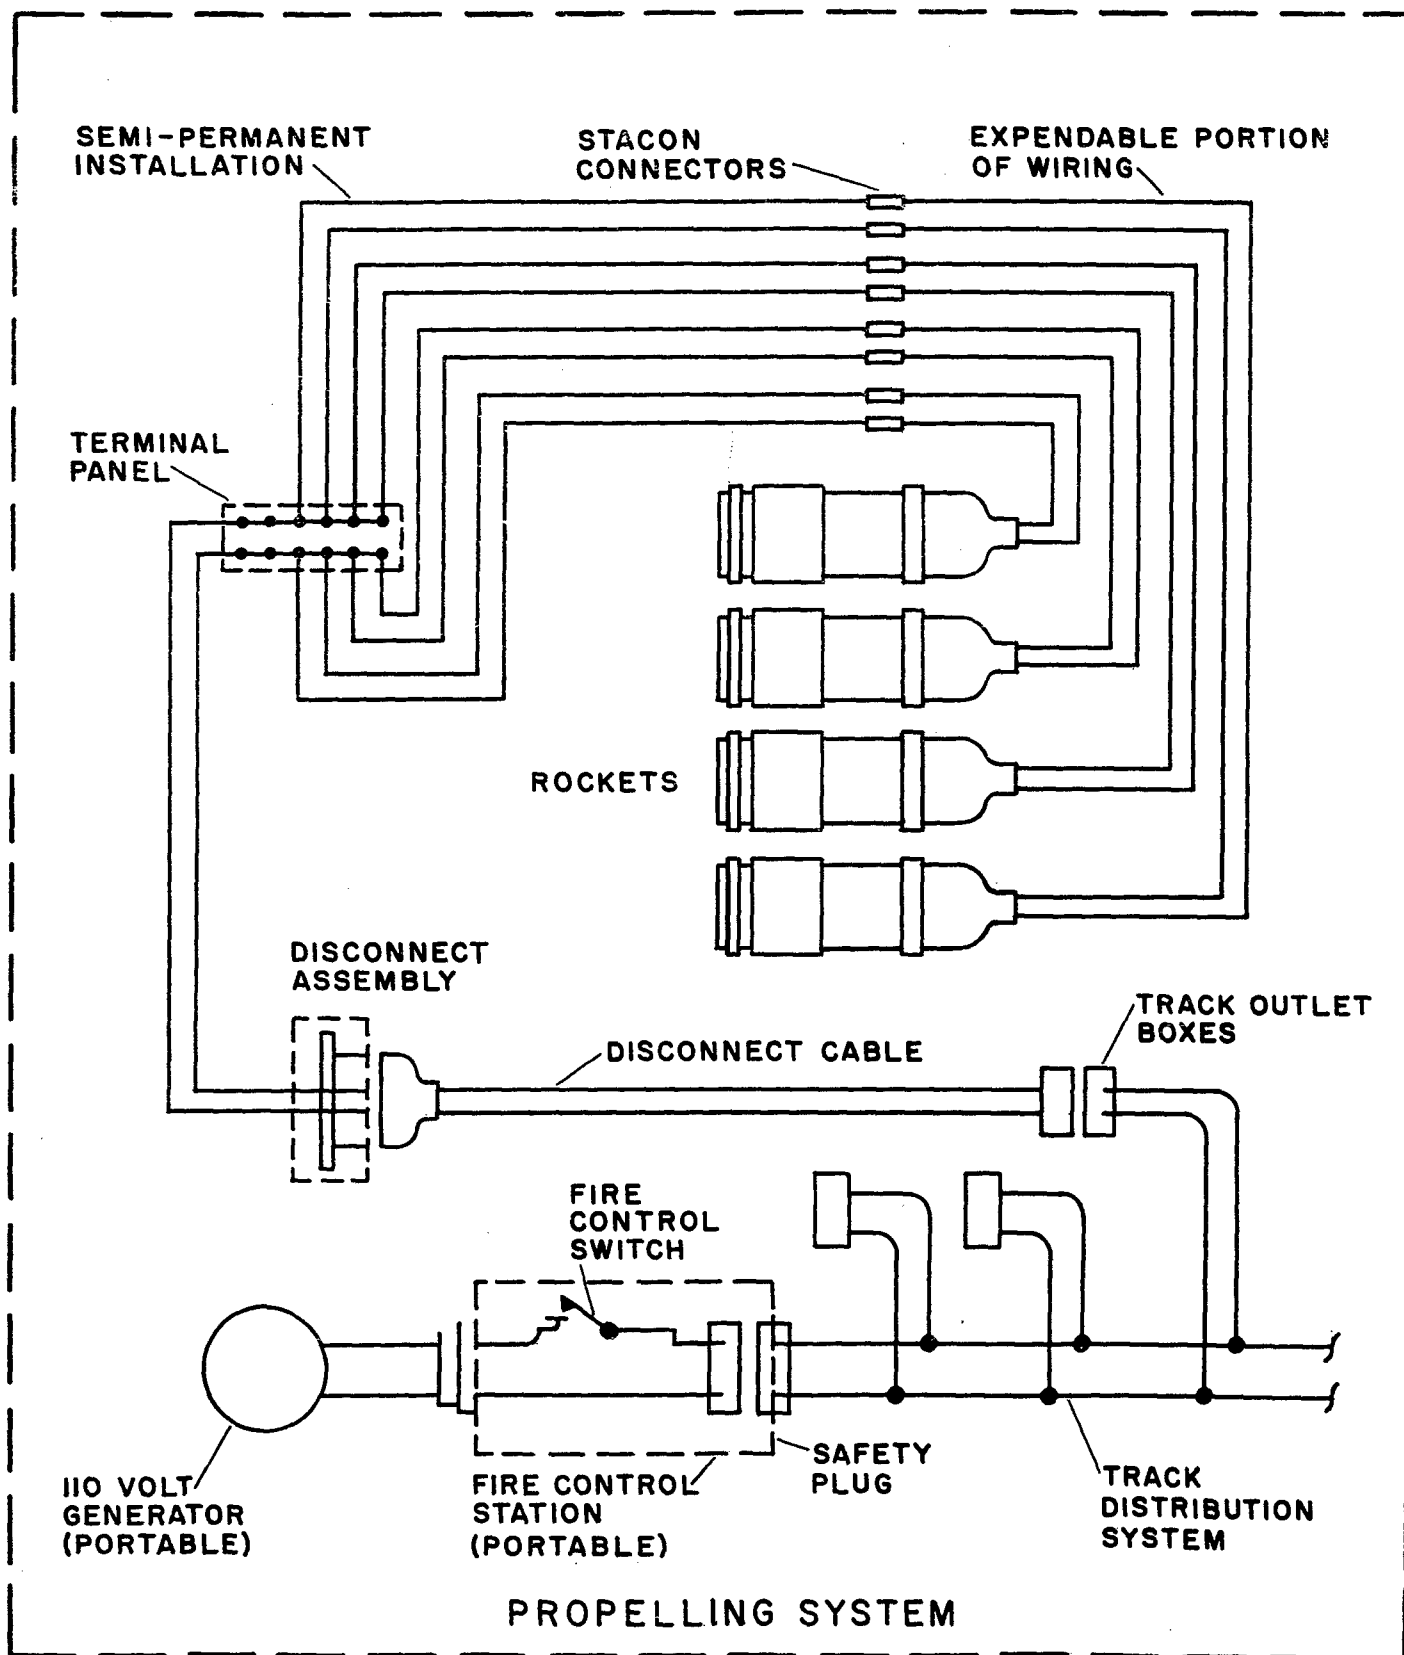 SEMI-PERMANENT
INSTALLATION
STACON
CONNECTORS
EXPENDABLE PORTION
OF WIRING
TERMINAL
PANEL
ROCKETS
DISCONNECT
ASSEMBLY
TRACK OUTLET
BOXES
DISCONNECT CABLE
FIRE
CONTROL
SWITCH
110 VOLT
GENERATOR
(PORTABLE)
FIRE CONTROL
STATION
(PORTABLE)
SAFETY
PLUG
TRACK
DISTRIBUTION
SYSTEM
PROPELLING SYSTEM